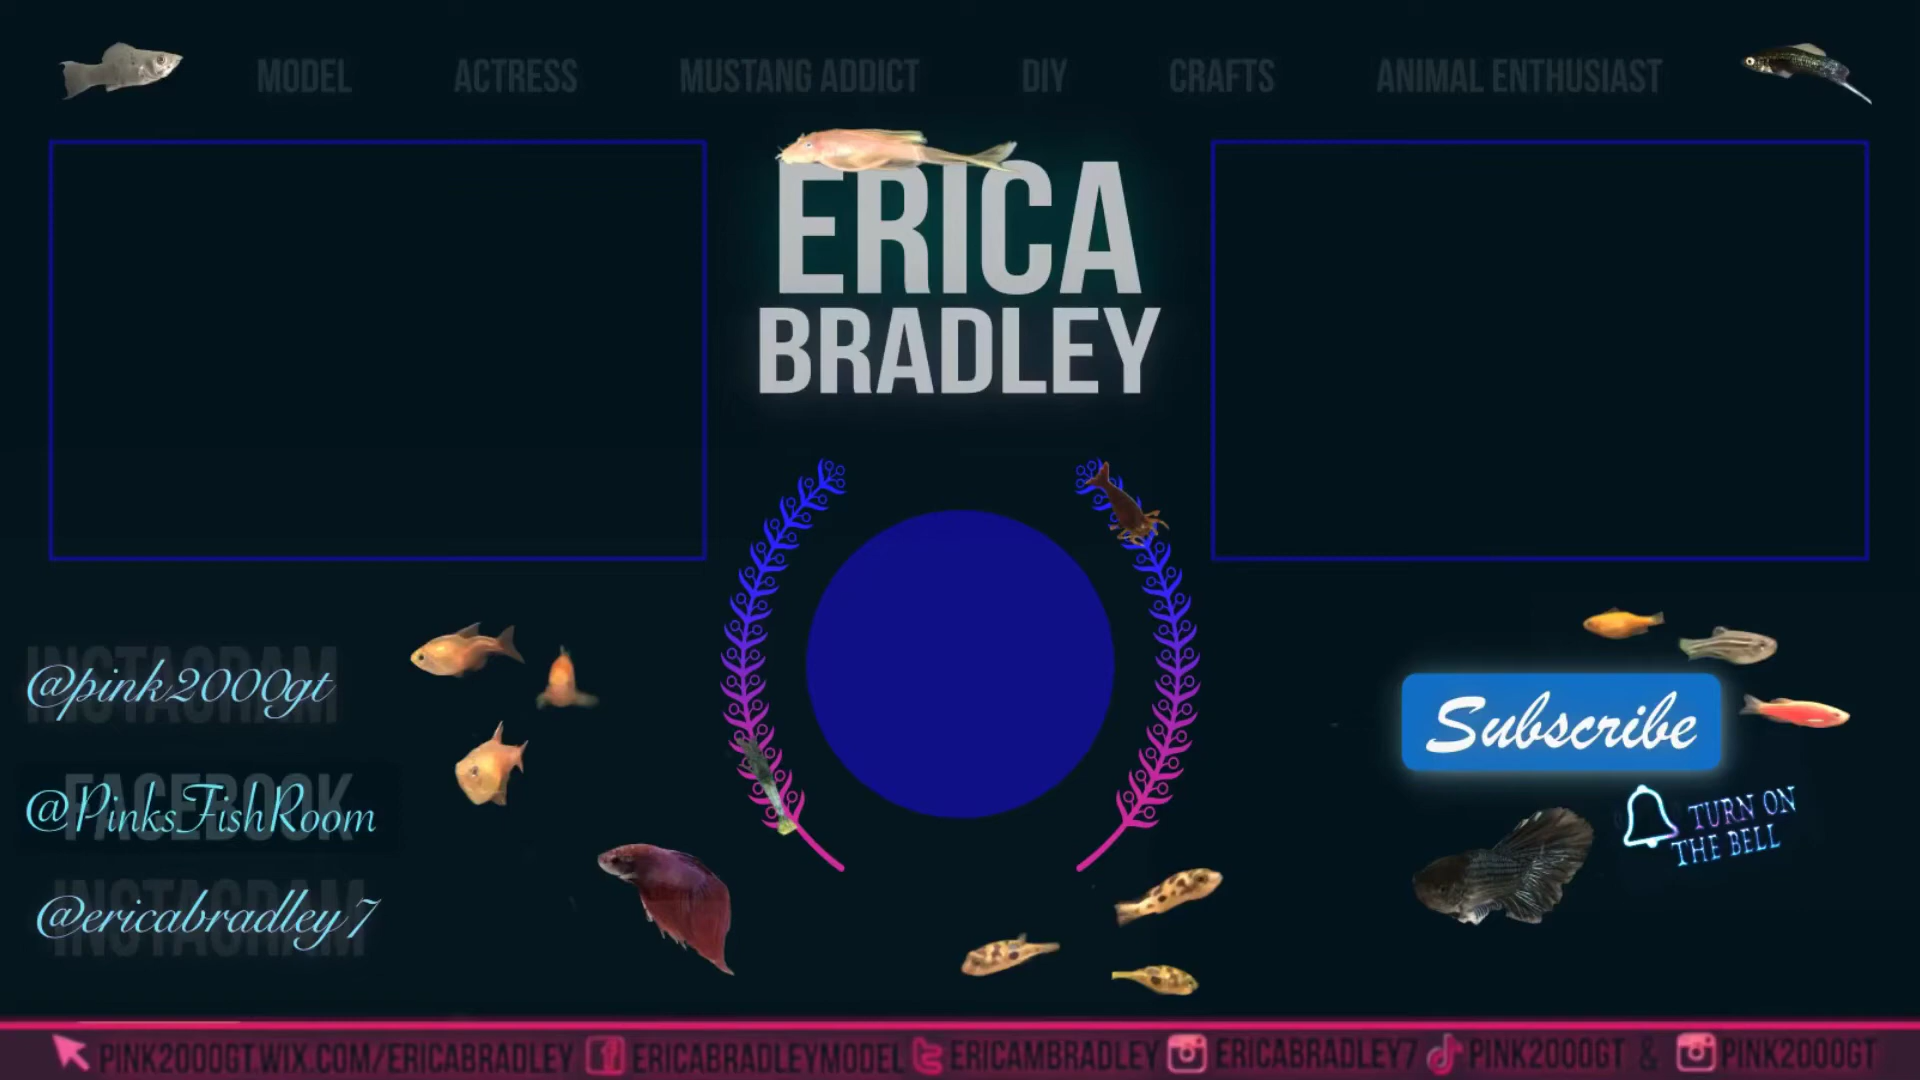 MODEL ACTRESS MUSTANG ADDICT DIY CRAFTS ANIMAL ENTHUSIAST
ERICA
BRADLEY
INSTAGRAM
@pink2000gt
FACEBOOK
@PinksFishRoom
INSTAGRAM
@ericabradley7
Subscribe
TURN ON
THE BELL
PINK2000GT.WIX.COM/ERICABRADLEY ERICABRADLEYMODEL ERICAMBRADLEY ERICABRADLEY7 PINK2000GT & PINK2000GT